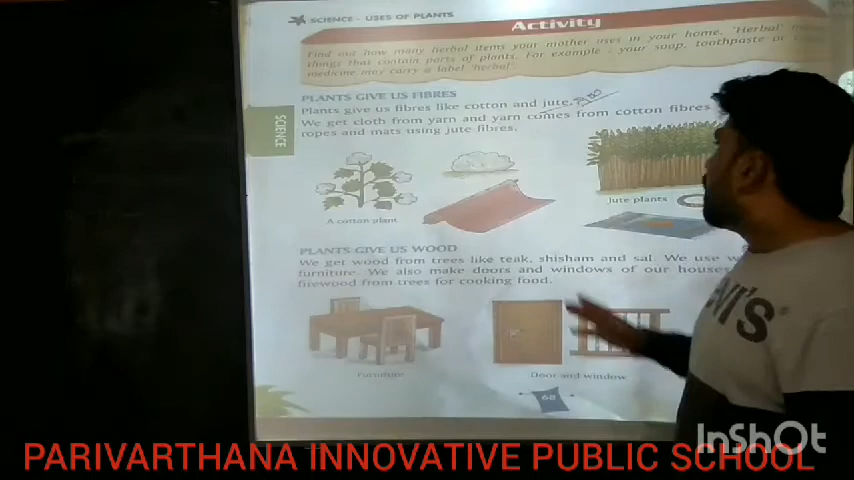 SCIENCE - USES OF PLANTS
Activity
Find out how many herbal items your mother uses in your home. 'Herbal'
things that contain parts of plants. For example : your soap, toothpaste or
medicine may carry a label 'herbal'.
PLANTS GIVE US FIBRES
Plants give us fibres like cotton and jute.
We get cloth from yarn and yarn comes from cotton fibres.
ropes and mats using jute fibres.
SCIENCE
A cotton plant
Jute plants
PLANTS GIVE US WOOD
We get wood from trees like teak, shisham and sal. We use
furniture. We also make doors and windows of our houses
firewood from trees for cooking food.
Furniture
Door and window
68
VI'S
InShOt
PARIVARTHANA INNOVATIVE PUBLIC SCHOOL